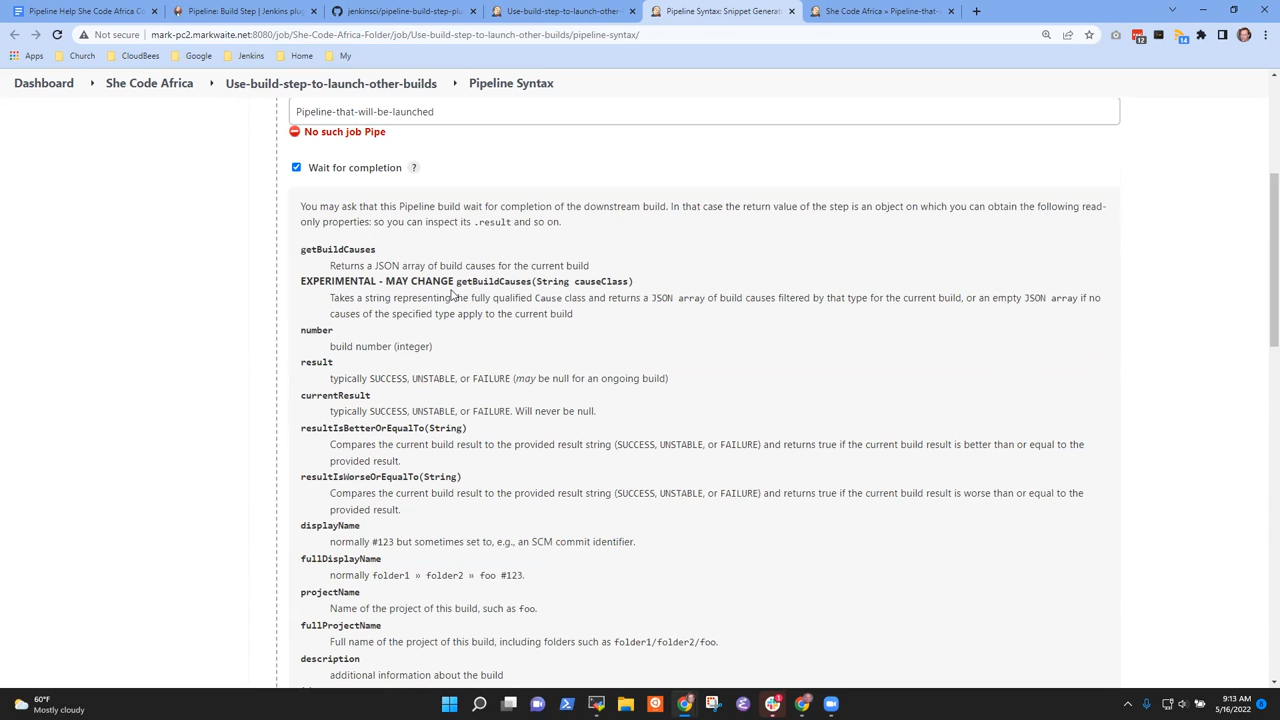 Pipeline Help She Code Africa Co
Pipeline: Build Step | Jenkins plug
jenkinsci/pipeline-build-step-plu
Use-build-step-to-launch-other-
Pipeline Syntax: Snippet Generato
She Code Africa » Pipeline-that-v
Not secure
mark-pc2.markwaite.net:8080/job/She-Code-Africa-Folder/job/Use-build-step-to-launch-other-builds/pipeline-syntax/
12
14
Apps
Church
CloudBees
Google
Jenkins
Home
My
Dashboard
She Code Africa
Use-build-step-to-launch-other-builds
Pipeline Syntax
Pipeline-that-will-be-launched
No such job Pipe
Wait for completion ?
You may ask that this Pipeline build wait for completion of the downstream build. In that case the return value of the step is an object on which you can obtain the following read-
only properties: so you can inspect its .result and so on.
getBuildCauses
Returns a JSON array of build causes for the current build
EXPERIMENTAL - MAY CHANGE getBuildCauses(String causeClass)
Takes a string representing the fully qualified Cause class and returns a JSON array of build causes filtered by that type for the current build, or an empty JSON array if no
causes of the specified type apply to the current build
number
build number (integer)
result
typically SUCCESS, UNSTABLE, or FAILURE (may be null for an ongoing build)
currentResult
typically SUCCESS, UNSTABLE, or FAILURE. Will never be null.
resultIsBetterOrEqualTo(String)
Compares the current build result to the provided result string (SUCCESS, UNSTABLE, or FAILURE) and returns true if the current build result is better than or equal to the
provided result.
resultIsWorseOrEqualTo(String)
Compares the current build result to the provided result string (SUCCESS, UNSTABLE, or FAILURE) and returns true if the current build result is worse than or equal to the
provided result.
displayName
normally #123 but sometimes set to, e.g., an SCM commit identifier.
fullDisplayName
normally folder1 » folder2 » foo #123.
projectName
Name of the project of this build, such as foo.
fullProjectName
Full name of the project of this build, including folders such as folder1/folder2/foo.
description
additional information about the build
60°F
Mostly cloudy
9:13 AM
5/16/2022